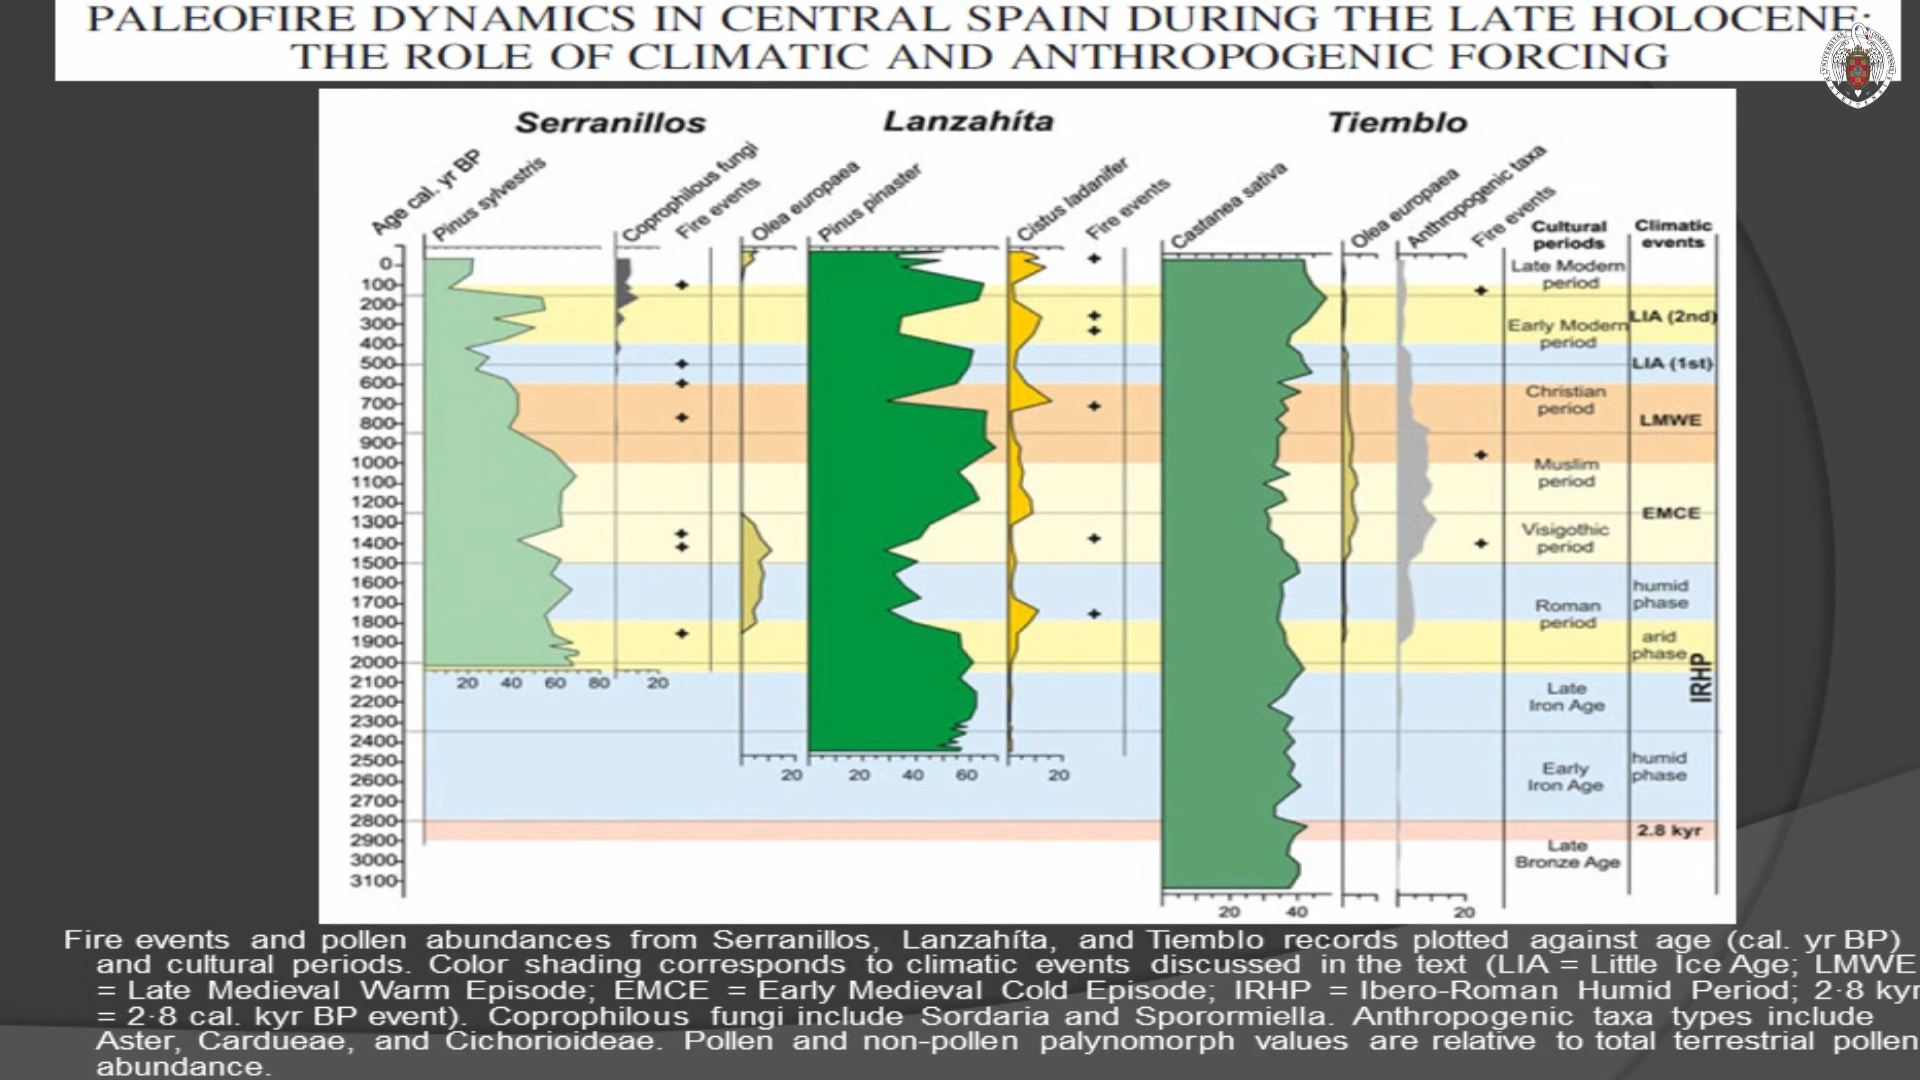 PALEOFIRE DYNAMICS IN CENTRAL SPAIN DURING THE LATE HOLOCENE:
THE ROLE OF CLIMATIC AND ANTHROPOGENIC FORCING
Serranillos
Lanzahíta
Tiemblo
Age cal. yr BP
Pinus sylvestris
Coprophilous fungi
Fire events
Olea europaea
Pinus pinaster
Cistus ladanifer
Fire events
Castanea sativa
Olea europaea
Anthropogenic taxa
Fire events
Cultural
periods
Climatic
events
0
100
200
300
400
500
600
700
800
900
1000
1100
1200
1300
1400
1500
1600
1700
1800
1900
2000
2100
2200
2300
2400
2500
2600
2700
2800
2900
3000
3100
20 40 60 80 20
20 20 40 60 20
20 40 20
Late Modern
period
Early Modern
period
Christian
period
Muslim
period
Visigothic
period
Roman
period
Late
Iron Age
Early
Iron Age
Late
Bronze Age
LIA (2nd)
LIA (1st)
LMWE
EMCE
humid
phase
arid
phase
IRHP
humid
phase
2.8 kyr
Fire events and pollen abundances from Serranillos, Lanzahíta, and Tiemblo records plotted against age (cal. yr BP)
and cultural periods. Color shading corresponds to climatic events discussed in the text (LIA = Little Ice Age; LMWE
= Late Medieval Warm Episode; EMCE = Early Medieval Cold Episode; IRHP = Ibero-Roman Humid Period; 2·8 kyr
= 2·8 cal. kyr BP event). Coprophilous fungi include Sordaria and Sporormiella. Anthropogenic taxa types include
Aster, Cardueae, and Cichorioideae. Pollen and non-pollen palynomorph values are relative to total terrestrial pollen
abundance.